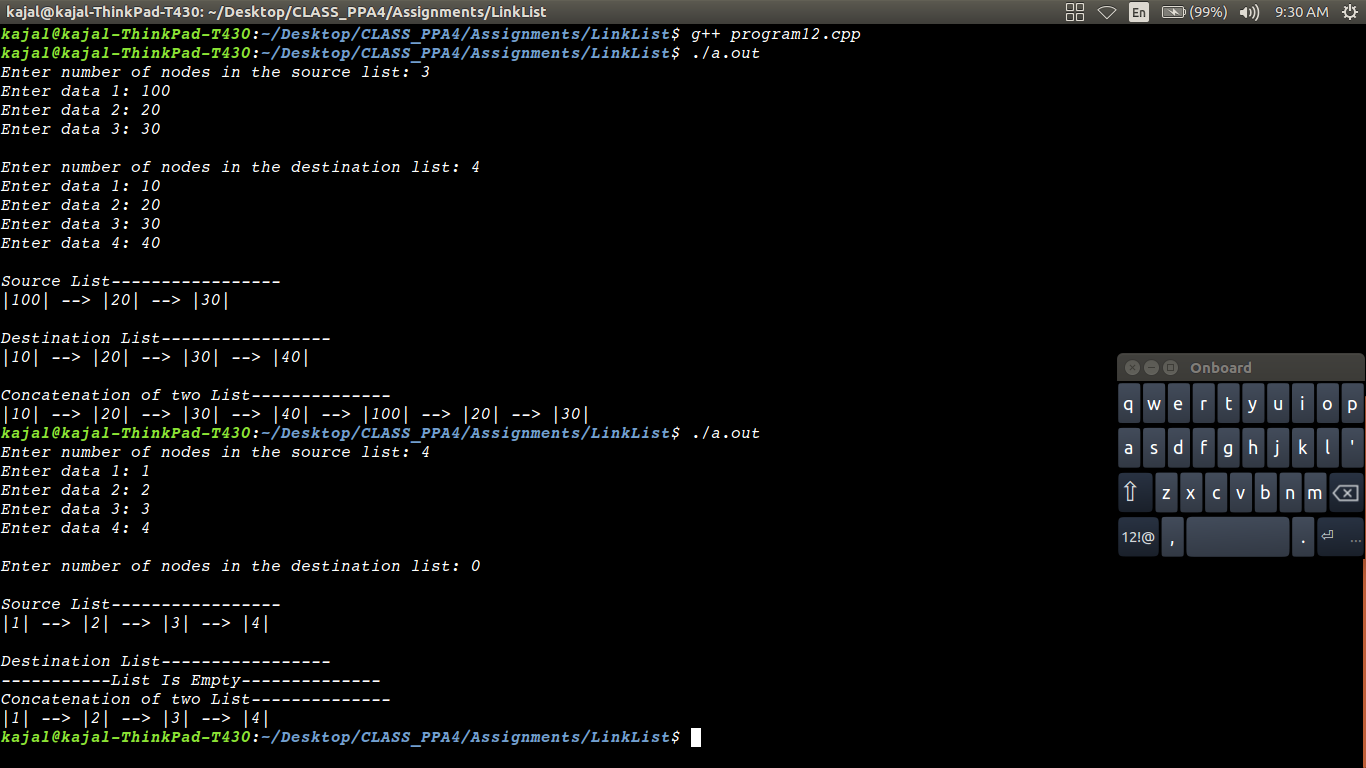 kajal@kajal-ThinkPad-T430: ~/Desktop/CLASS_PPA4/Assignments/LinkList
En (99%) 9:30 AM
kajal@kajal-ThinkPad-T430:~/Desktop/CLASS_PPA4/Assignments/LinkList$ g++ program12.cpp
kajal@kajal-ThinkPad-T430:~/Desktop/CLASS_PPA4/Assignments/LinkList$ ./a.out
Enter number of nodes in the source list: 3
Enter data 1: 100
Enter data 2: 20
Enter data 3: 30
Enter number of nodes in the destination list: 4
Enter data 1: 10
Enter data 2: 20
Enter data 3: 30
Enter data 4: 40
Source List-----------------
|100| --> |20| --> |30|
Destination List-----------------
|10| --> |20| --> |30| --> |40|
Concatenation of two List--------------
|10| --> |20| --> |30| --> |40| --> |100| --> |20| --> |30|
kajal@kajal-ThinkPad-T430:~/Desktop/CLASS_PPA4/Assignments/LinkList$ ./a.out
Enter number of nodes in the source list: 4
Enter data 1: 1
Enter data 2: 2
Enter data 3: 3
Enter data 4: 4
Enter number of nodes in the destination list: 0
Source List-----------------
|1| --> |2| --> |3| --> |4|
Destination List-----------------
-----------List Is Empty--------------
Concatenation of two List--------------
|1| --> |2| --> |3| --> |4|
kajal@kajal-ThinkPad-T430:~/Desktop/CLASS_PPA4/Assignments/LinkList$
Onboard
q w e r t y u i o p
a s d f g h j k l '
z x c v b n m
12!@ , . ...